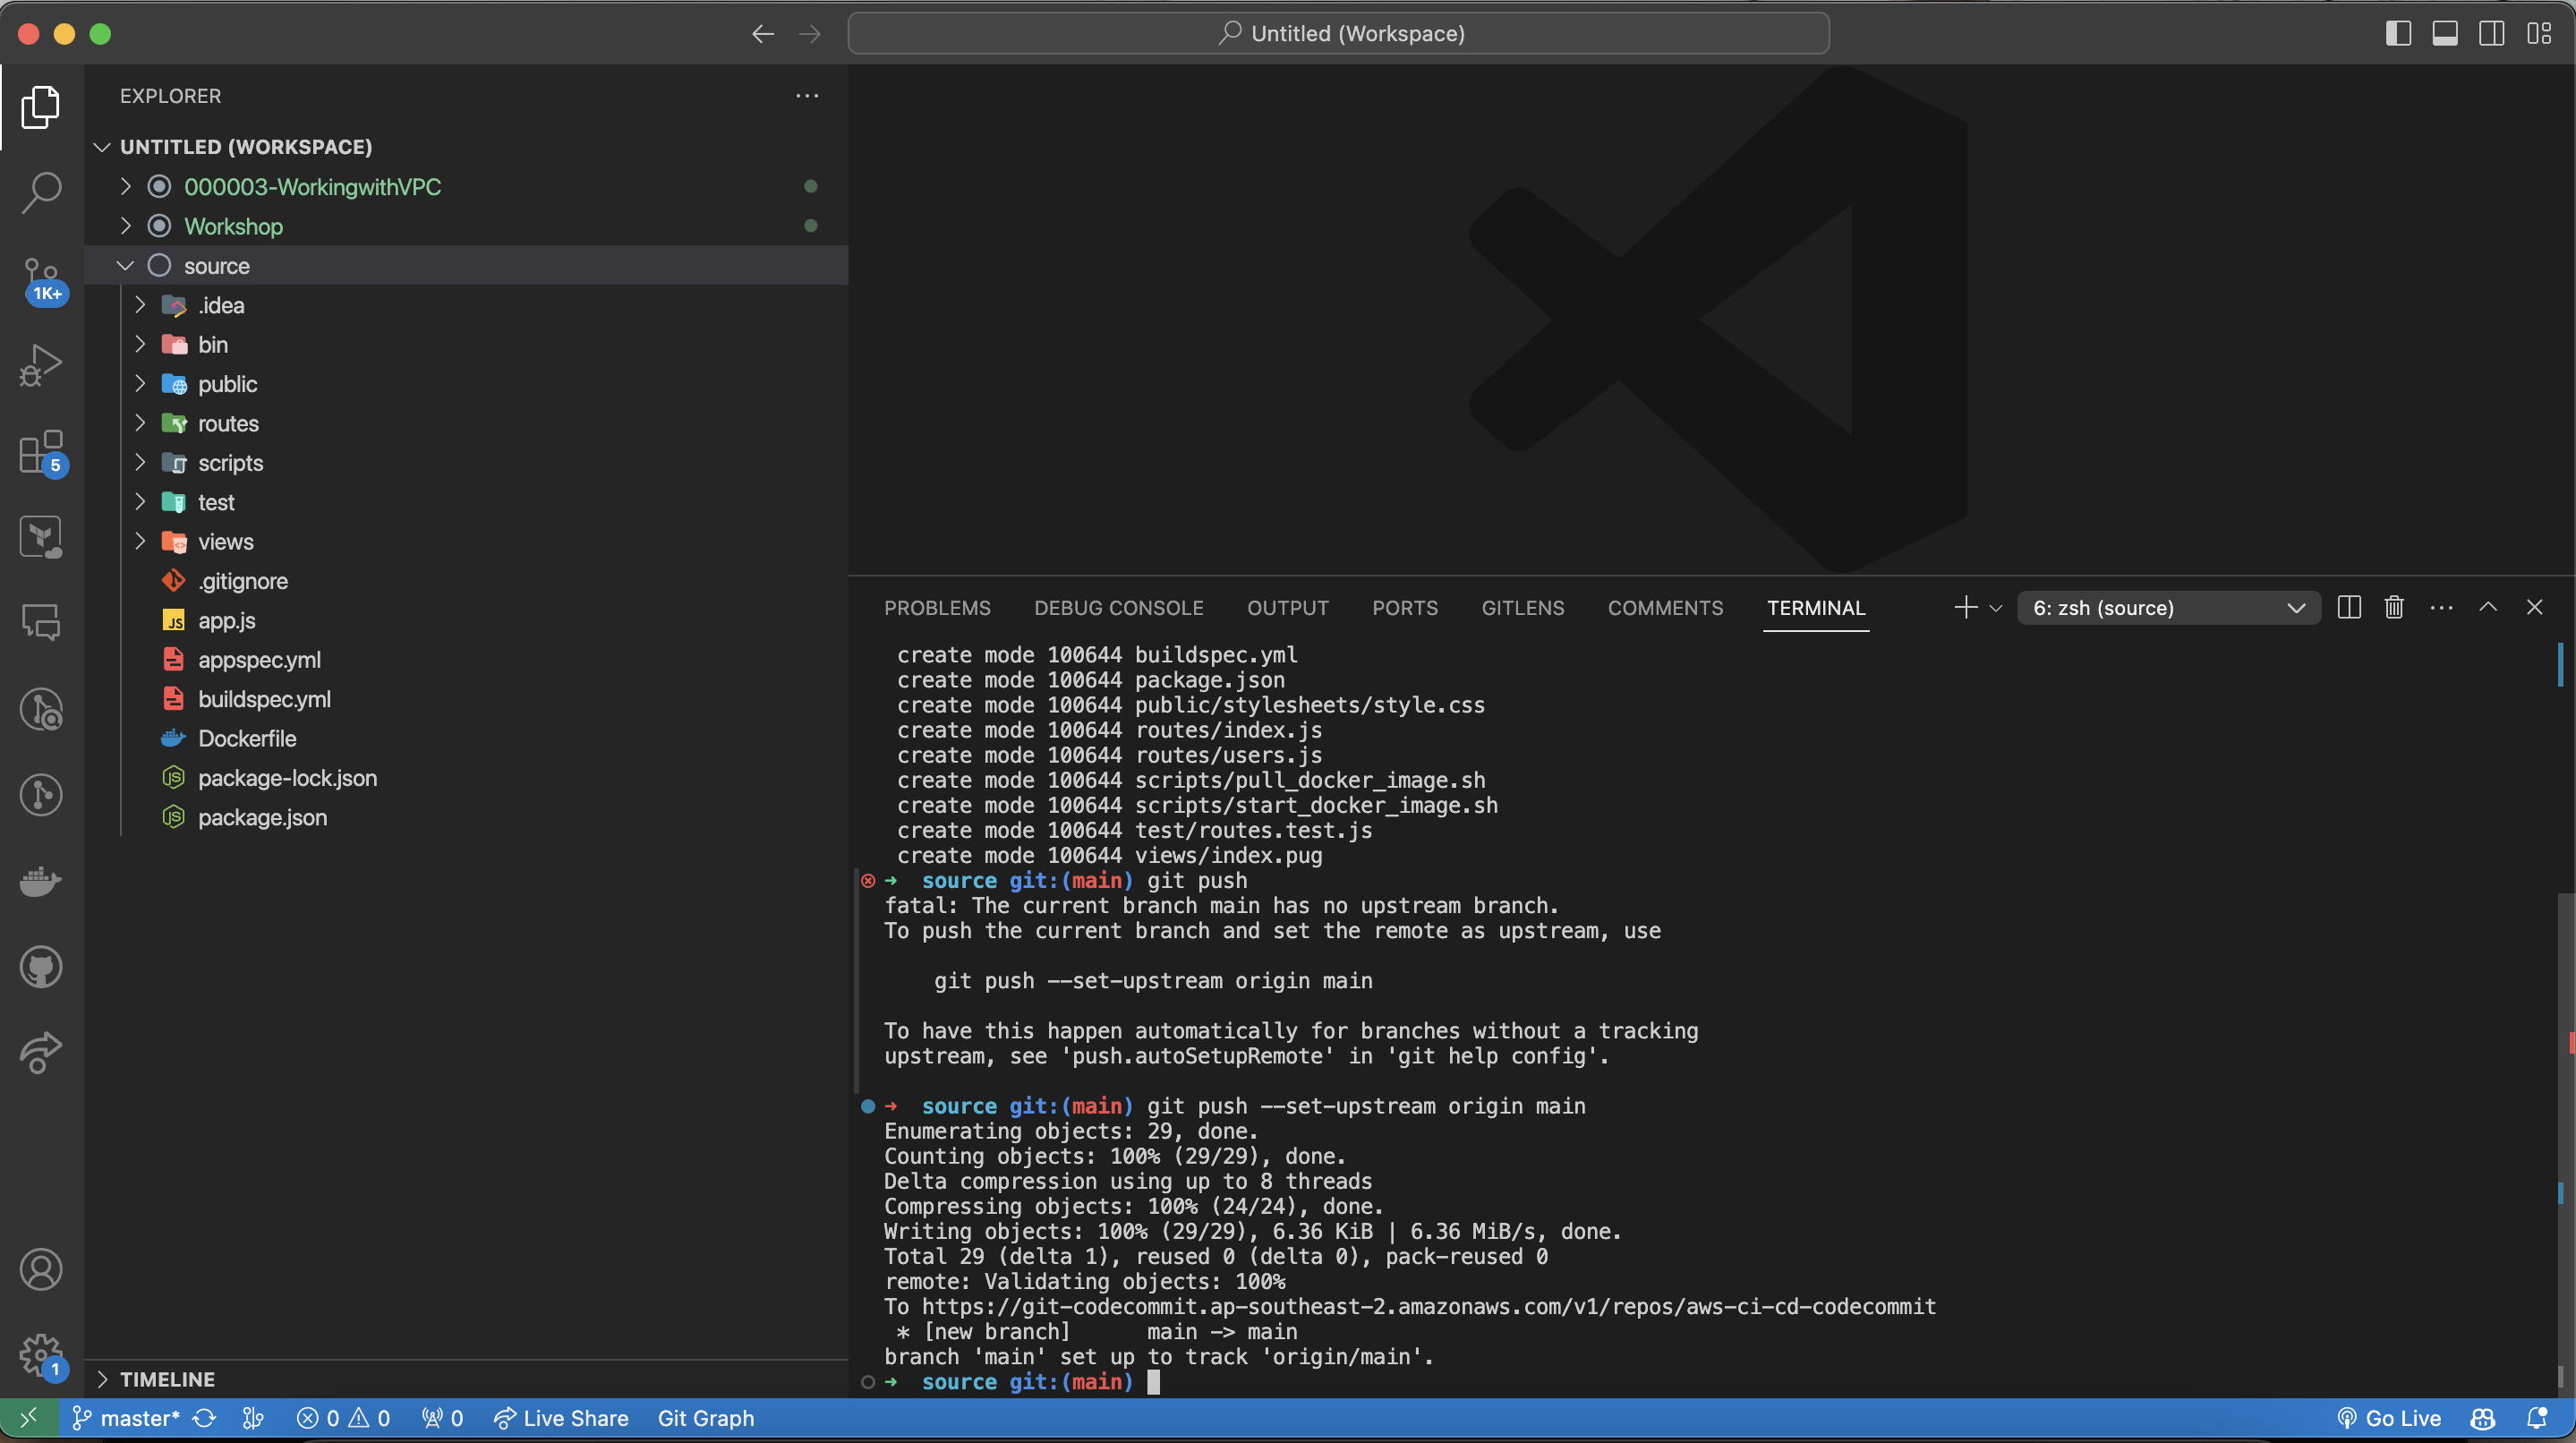 Untitled (Workspace)
EXPLORER
UNTITLED (WORKSPACE)
000003-WorkingwithVPC
Workshop
source
.idea
bin
public
routes
scripts
test
views
.gitignore
JS app.js
appspec.yml
buildspec.yml
Dockerfile
JS package-lock.json
JS package.json
TIMELINE
1K+
5
1
PROBLEMS DEBUG CONSOLE OUTPUT PORTS GITLENS COMMENTS TERMINAL 6: zsh (source)
create mode 100644 buildspec.yml
create mode 100644 package.json
create mode 100644 public/stylesheets/style.css
create mode 100644 routes/index.js
create mode 100644 routes/users.js
create mode 100644 scripts/pull_docker_image.sh
create mode 100644 scripts/start_docker_image.sh
create mode 100644 test/routes.test.js
create mode 100644 views/index.pug
➜ source git:(main) git push
fatal: The current branch main has no upstream branch.
To push the current branch and set the remote as upstream, use
git push --set-upstream origin main
To have this happen automatically for branches without a tracking
upstream, see 'push.autoSetupRemote' in 'git help config'.
➜ source git:(main) git push --set-upstream origin main
Enumerating objects: 29, done.
Counting objects: 100% (29/29), done.
Delta compression using up to 8 threads
Compressing objects: 100% (24/24), done.
Writing objects: 100% (29/29), 6.36 KiB | 6.36 MiB/s, done.
Total 29 (delta 1), reused 0 (delta 0), pack-reused 0
remote: Validating objects: 100%
To https://git-codecommit.ap-southeast-2.amazonaws.com/v1/repos/aws-ci-cd-codecommit
* [new branch] main -> main
branch 'main' set up to track 'origin/main'.
➜ source git:(main)
master* 0 0 0 Live Share Git Graph Go Live